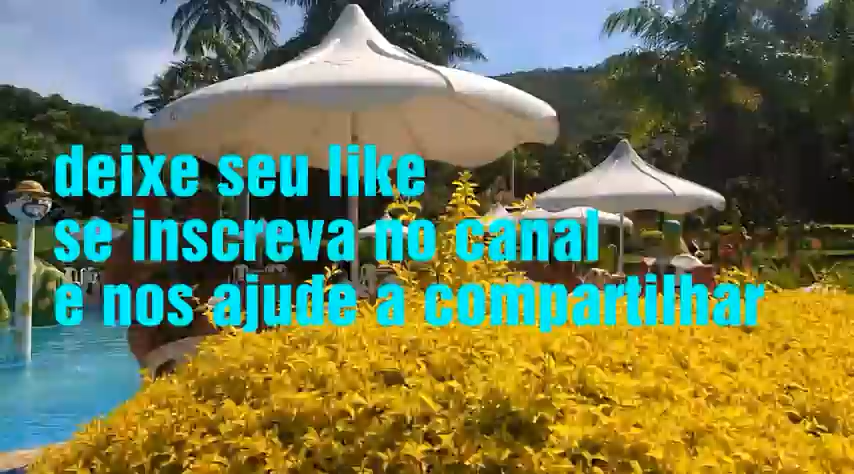 deixe seu like
se inscreva no canal
e nos ajude a compartilhar